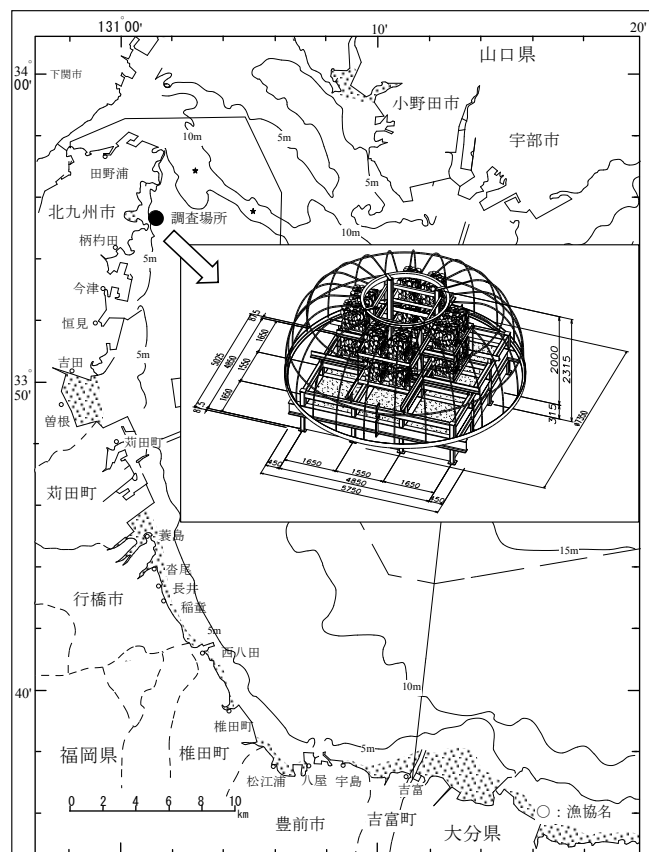 131°00′
10′
20′
34°00′
山口県
下関市
小野田市
宇部市
5m
10m
5m
田野浦
北九州市
調査場所
10m
柄杓田
5m
今津
恒見
5m
吉田
33°50′
曽根
苅田町
苅田町
2000
2315
315
1650
1550
1650
4850
5750
450
450
1650
1550
4850
蓑島
15m
沓尾
長井
稲童
行橋市
5m
西八田
40′
10m
椎田町
5m
福岡県
椎田町
松江浦
八屋
宇島
吉富
0 2 4 6 8 10
km
豊前市
吉富町
大分県
○：漁協名